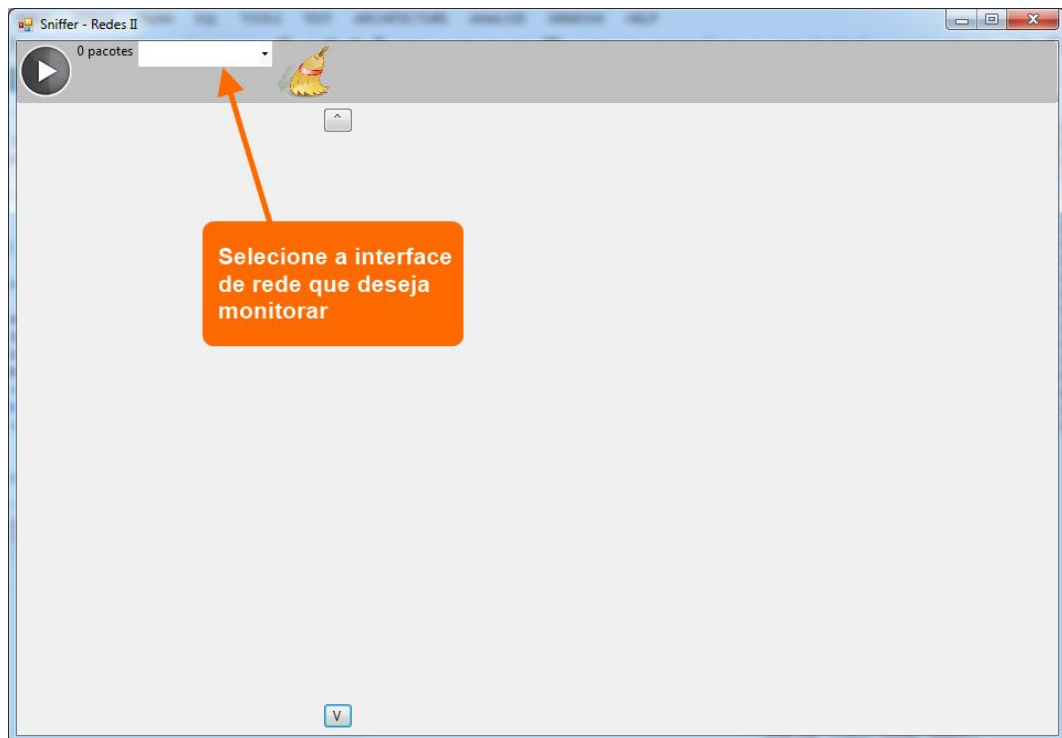 Sniffer - Redes II
0 pacotes
^
Selecione a interface
de rede que deseja
monitorar
V